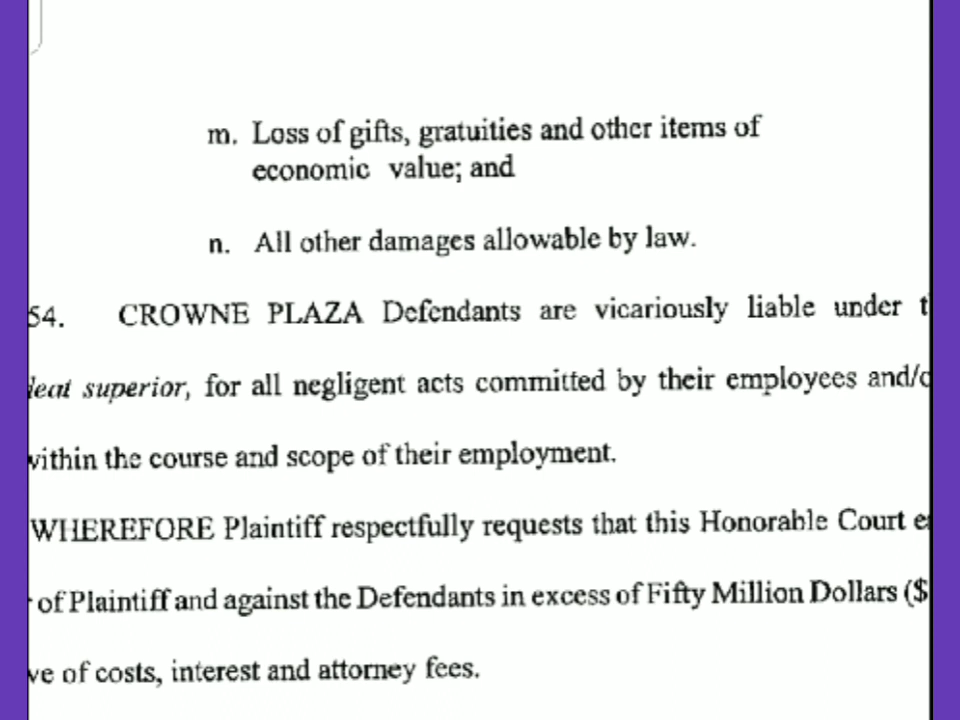 m. Loss of gifts, gratuities and other items of
economic value; and
n. All other damages allowable by law.
54. CROWNE PLAZA Defendants are vicariously liable under
superior, for all negligent acts committed by their employees
within the course and scope of their employment.
WHEREFORE Plaintiff respectfully requests that this Honorable Court
of Plaintiff and against the Defendants in excess of Fifty Million Dollars ($
of costs, interest and attorney fees.